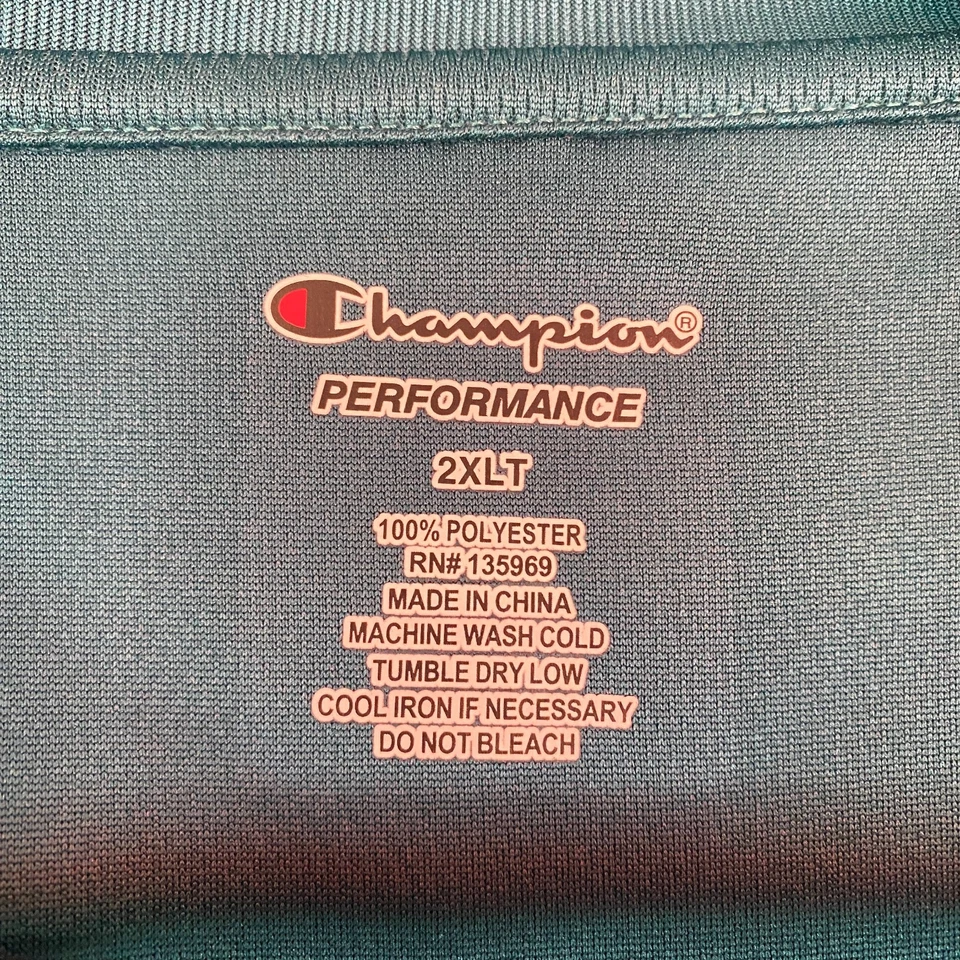 Champion®
PERFORMANCE
2XLT
100% POLYESTER
RN# 135969
MADE IN CHINA
MACHINE WASH COLD
TUMBLE DRY LOW
COOL IRON IF NECESSARY
DO NOT BLEACH